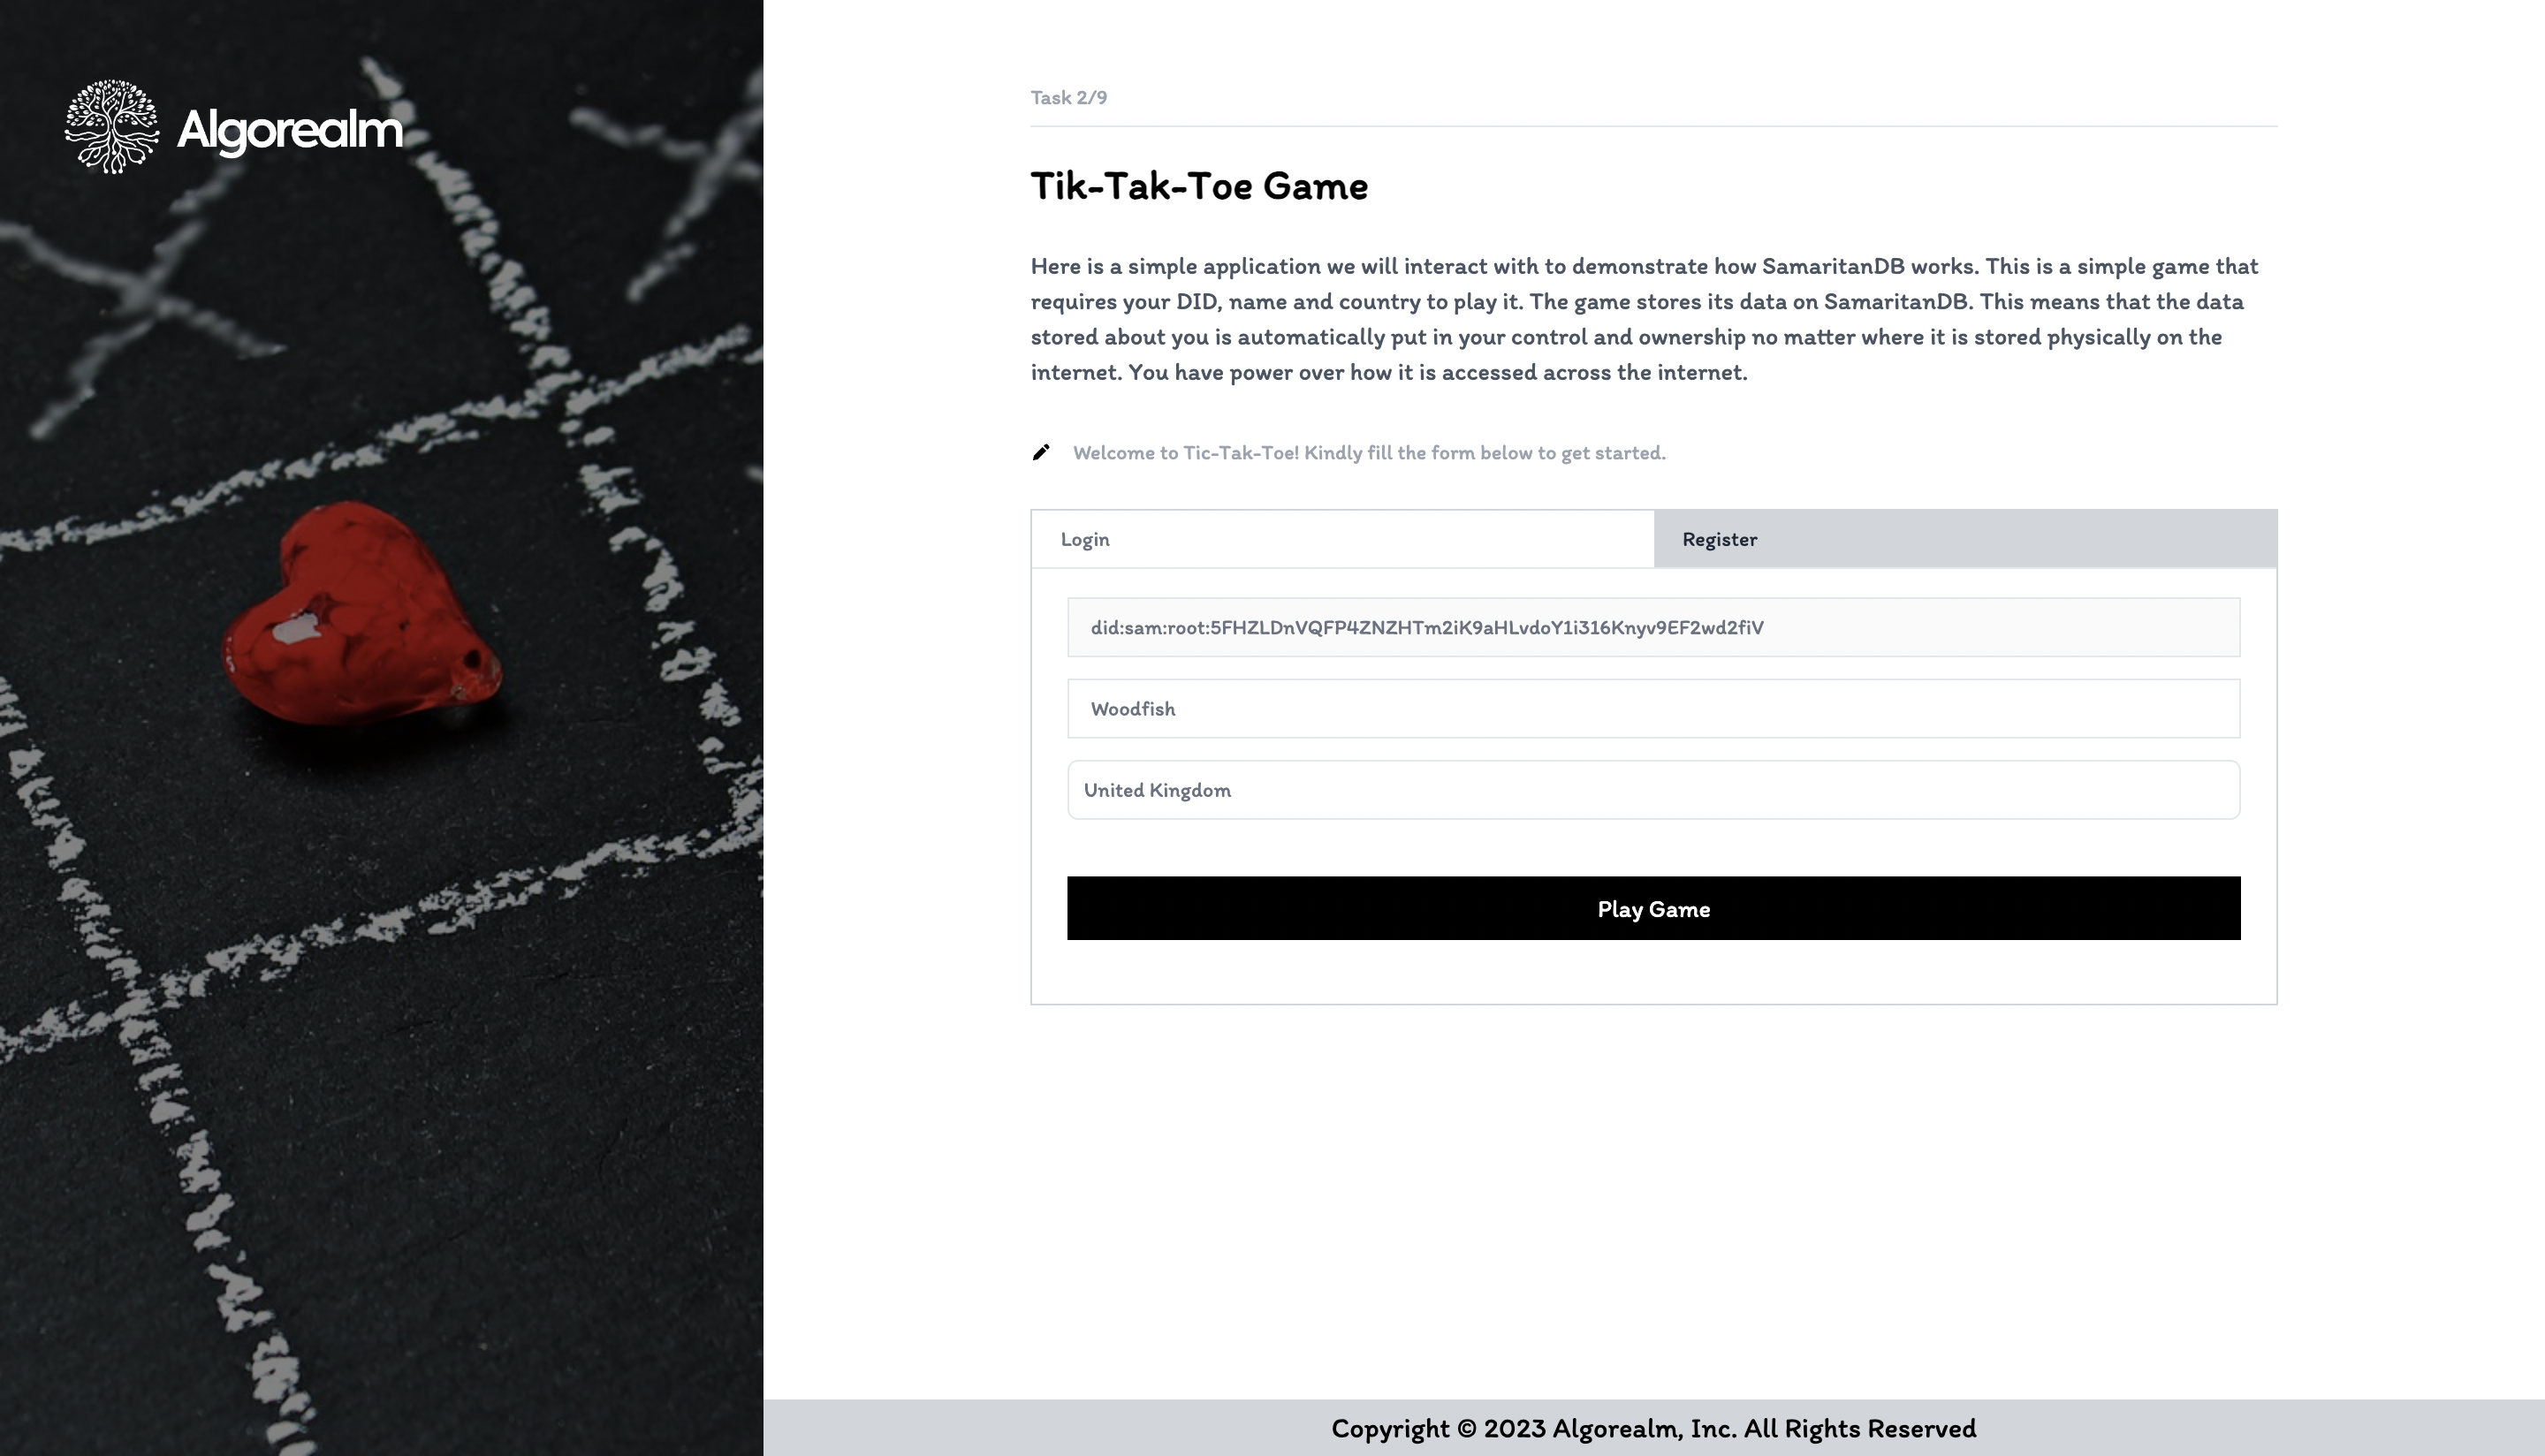 Algorealm
Task 2/9
Tik-Tak-Toe Game
Here is a simple application we will interact with to demonstrate how SamaritanDB works. This is a simple game that
requires your DID, name and country to play it. The game stores its data on SamaritanDB. This means that the data
stored about you is automatically put in your control and ownership no matter where it is stored physically on the
internet. You have power over how it is accessed across the internet.
Welcome to Tic-Tak-Toe! Kindly fill the form below to get started.
Login
Register
did:sam:root:5FHZLDnVQFP4ZNZHTm2iK9aHLvdoY1i316Knyv9EF2wd2fiV
Woodfish
United Kingdom
Play Game
Copyright © 2023 Algorealm, Inc. All Rights Reserved